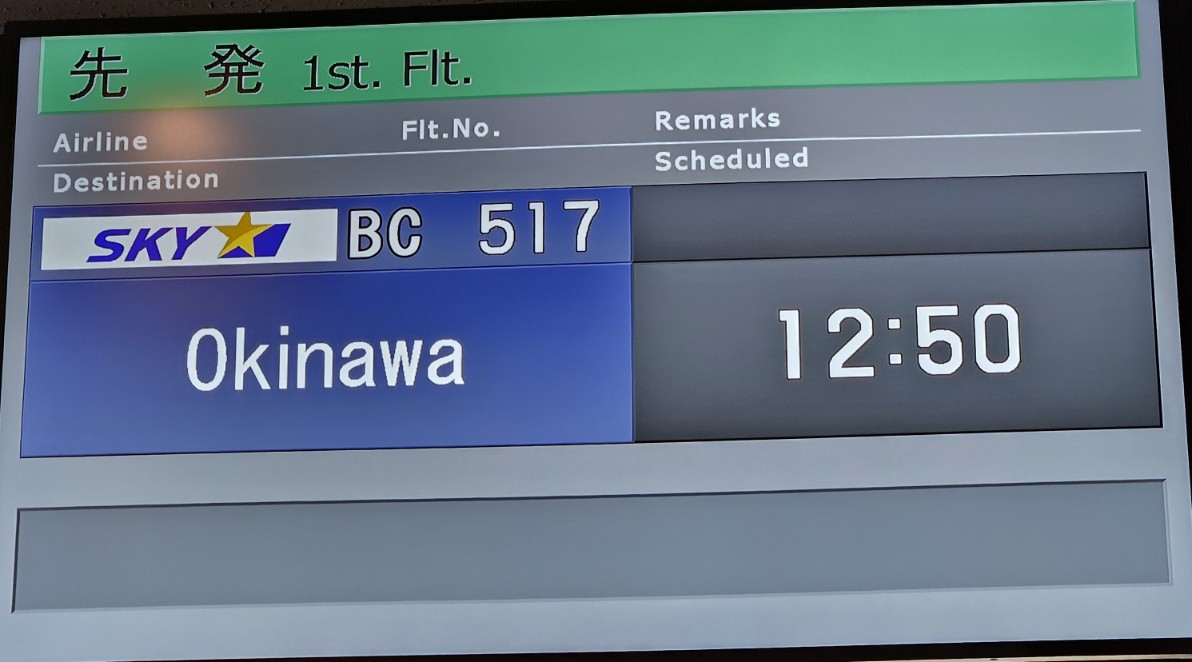 先 発 1st. Flt.
Airline Flt.No. Remarks
Destination Scheduled
SKY BC 517
Okinawa 12:50